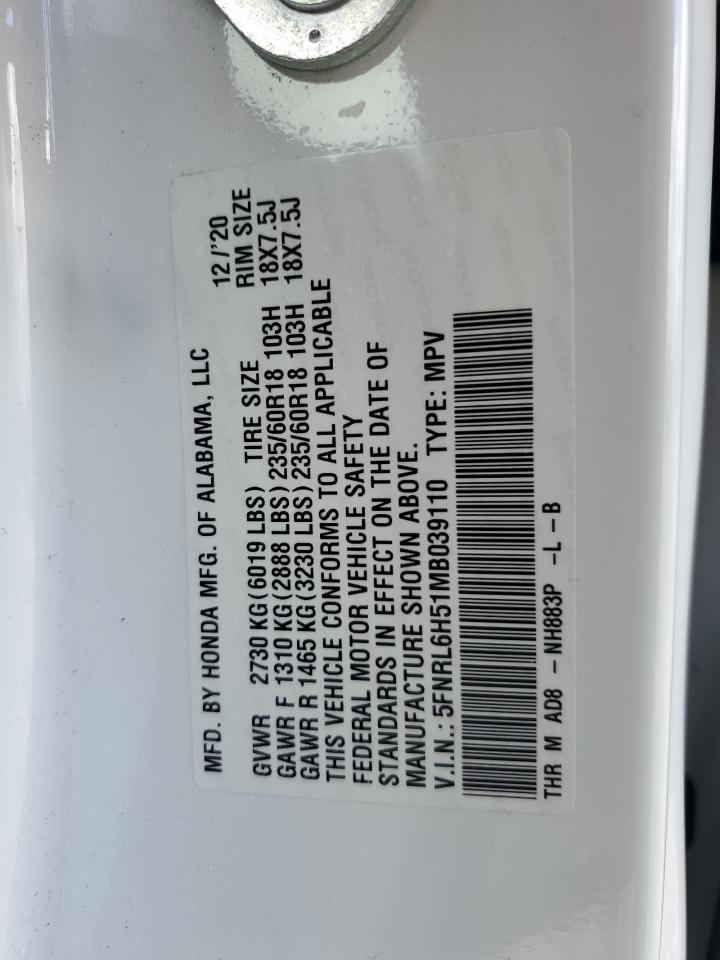 MFD. BY HONDA MFG. OF ALABAMA, LLC 12/'20
GVWR 2730 KG(6019 LBS) TIRE SIZE RIM SIZE
GAWR F 1310 KG(2888 LBS)235/60R18 103H 18X7.5J
GAWR R 1465 KG(3230 LBS)235/60R18 103H 18X7.5J
THIS VEHICLE CONFORMS TO ALL APPLICABLE
FEDERAL MOTOR VEHICLE SAFETY
STANDARDS IN EFFECT ON THE DATE OF
MANUFACTURE SHOWN ABOVE.
V.I.N.: 5FNRL6H51MB039110 TYPE: MPV
THR M AD8 - NH883P -L -B